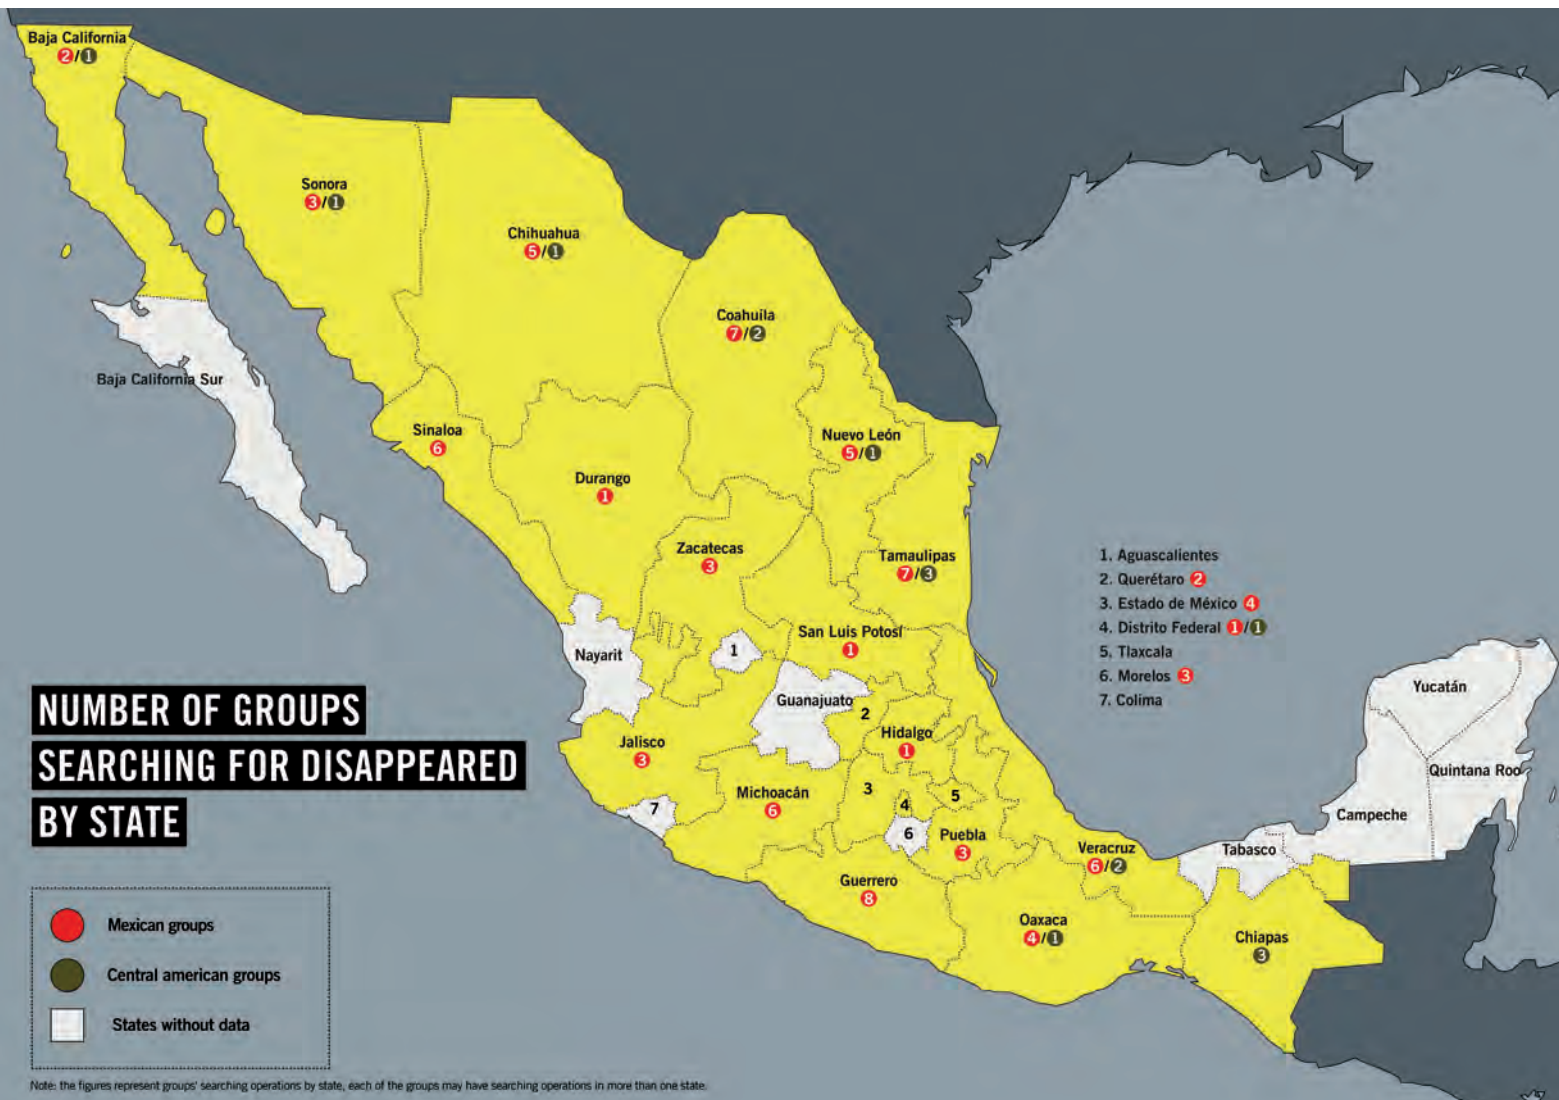 Baja California
2/1
Sonora
3/1
Chihuahua
5/1
Coahuila
7/2
Baja California Sur
Sinaloa
6
Nuevo León
5/1
Durango
1
Zacatecas
3
Tamaulipas
7/3
1. Aguascalientes
2. Querétaro 2
3. Estado de México 4
4. Distrito Federal 1/1
5. Tlaxcala
6. Morelos 3
7. Colima
San Luis Potosí
1
Nayarit
1
Guanajuato
2
Yucatán
Hidalgo
1
Jalisco
3
Quintana Roo
Michoacán
6
3
4
5
7
6
Campeche
Puebla
3
Veracruz
6/2
Tabasco
Guerrero
8
Oaxaca
4/1
Chiapas
3
NUMBER OF GROUPS
SEARCHING FOR DISAPPEARED
BY STATE
Mexican groups
Central american groups
States without data
Note: the figures represent groups' searching operations by state, each of the groups may have searching operations in more than one state.